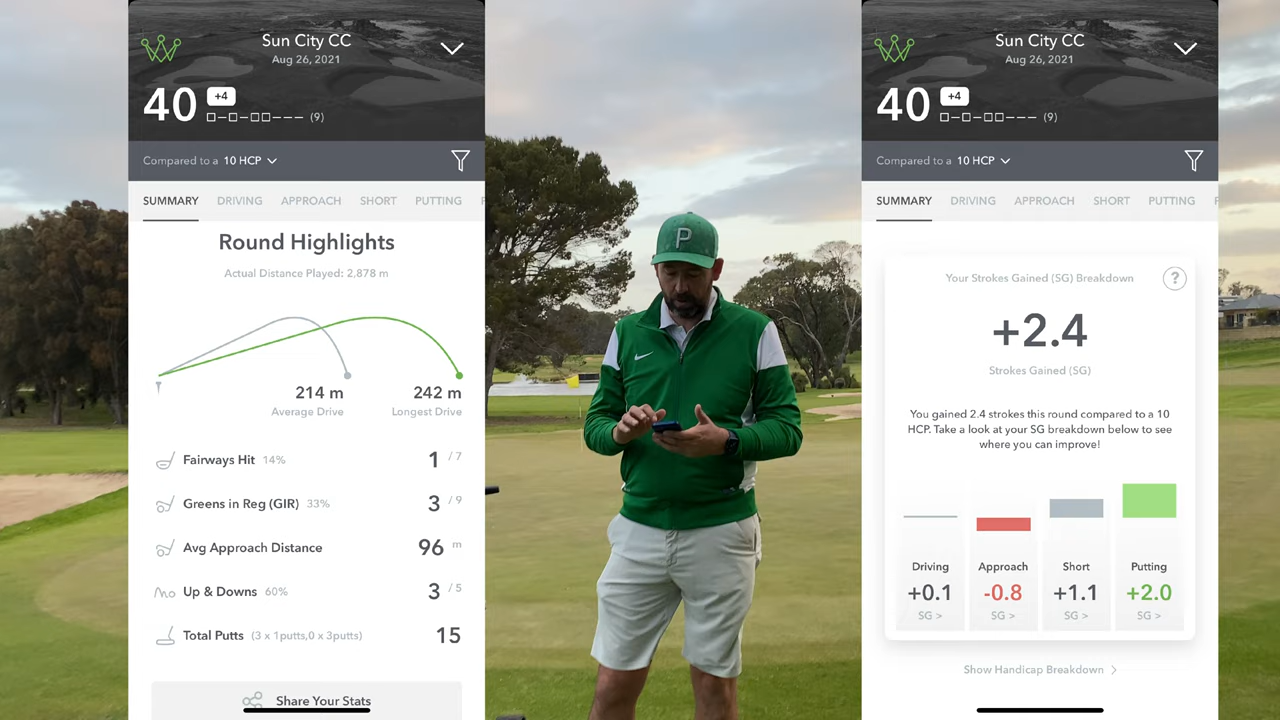 Sun City CC
Aug 26, 2021
40 +4
(9)
Compared to a 10 HCP
SUMMARY DRIVING APPROACH SHORT PUTTING
Round Highlights
Actual Distance Played: 2,878 m
214 m 242 m
Average Drive Longest Drive
Fairways Hit 14% 1 / 7
Greens in Reg (GIR) 33% 3 / 9
Avg Approach Distance 96 m
Up & Downs 60% 3 / 5
Total Putts (3 x 1putts,0 x 3putts) 15
Share Your Stats
P
Sun City CC
Aug 26, 2021
40 +4
(9)
Compared to a 10 HCP
SUMMARY DRIVING APPROACH SHORT PUTTING
Your Strokes Gained (SG) Breakdown ?
+2.4
Strokes Gained (SG)
You gained 2.4 strokes this round compared to a 10
HCP. Take a look at your SG breakdown below to see
where you can improve!
Driving Approach Short Putting
+0.1 -0.8 +1.1 +2.0
SG > SG > SG > SG >
Show Handicap Breakdown >